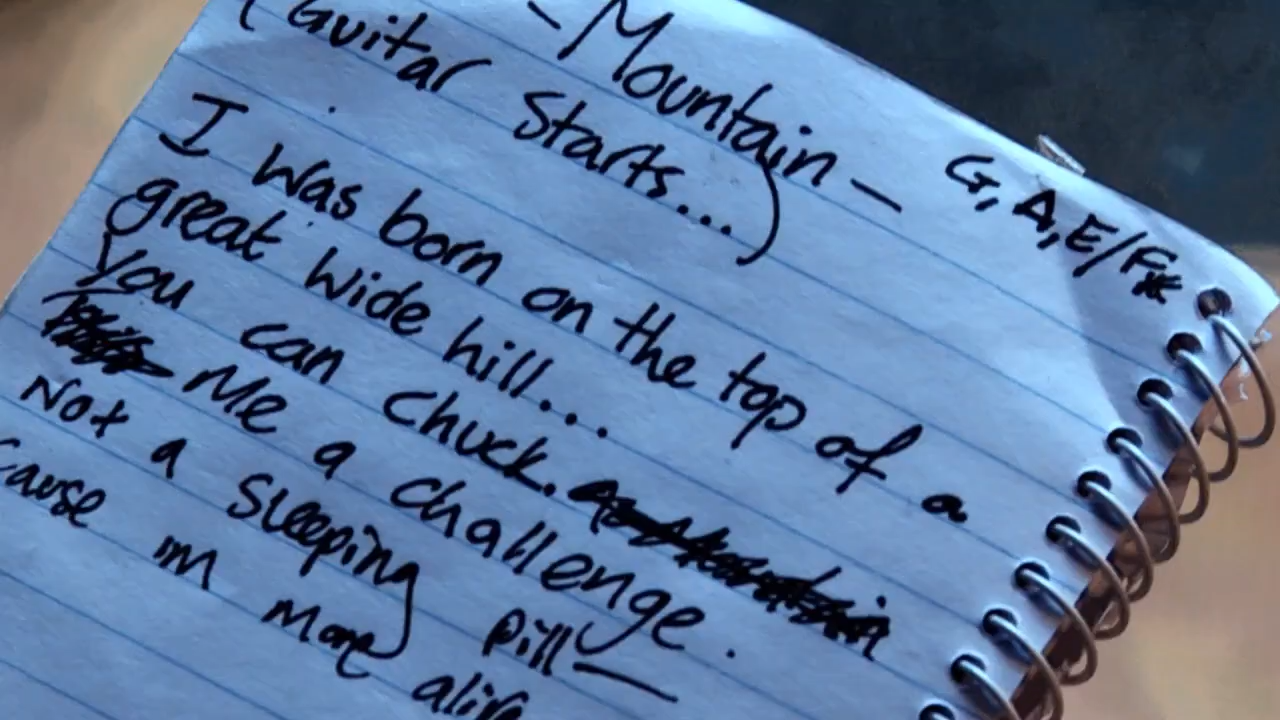 -Mountain-
G, A, E/F
(Guitar Starts...)
I was born on the top of a
great wide hill...
You can chuck.
Me a challenge.
Not a sleeping pill—
Cause im more